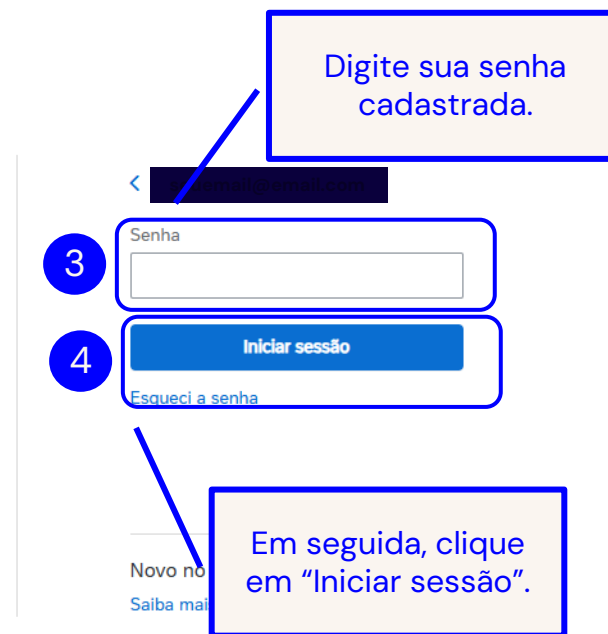 Digite sua senha
cadastrada.
Senha
3
Iniciar sessão
4
Esqueci a senha
Em seguida, clique
em “Iniciar sessão”.
Novo no
Saiba mai